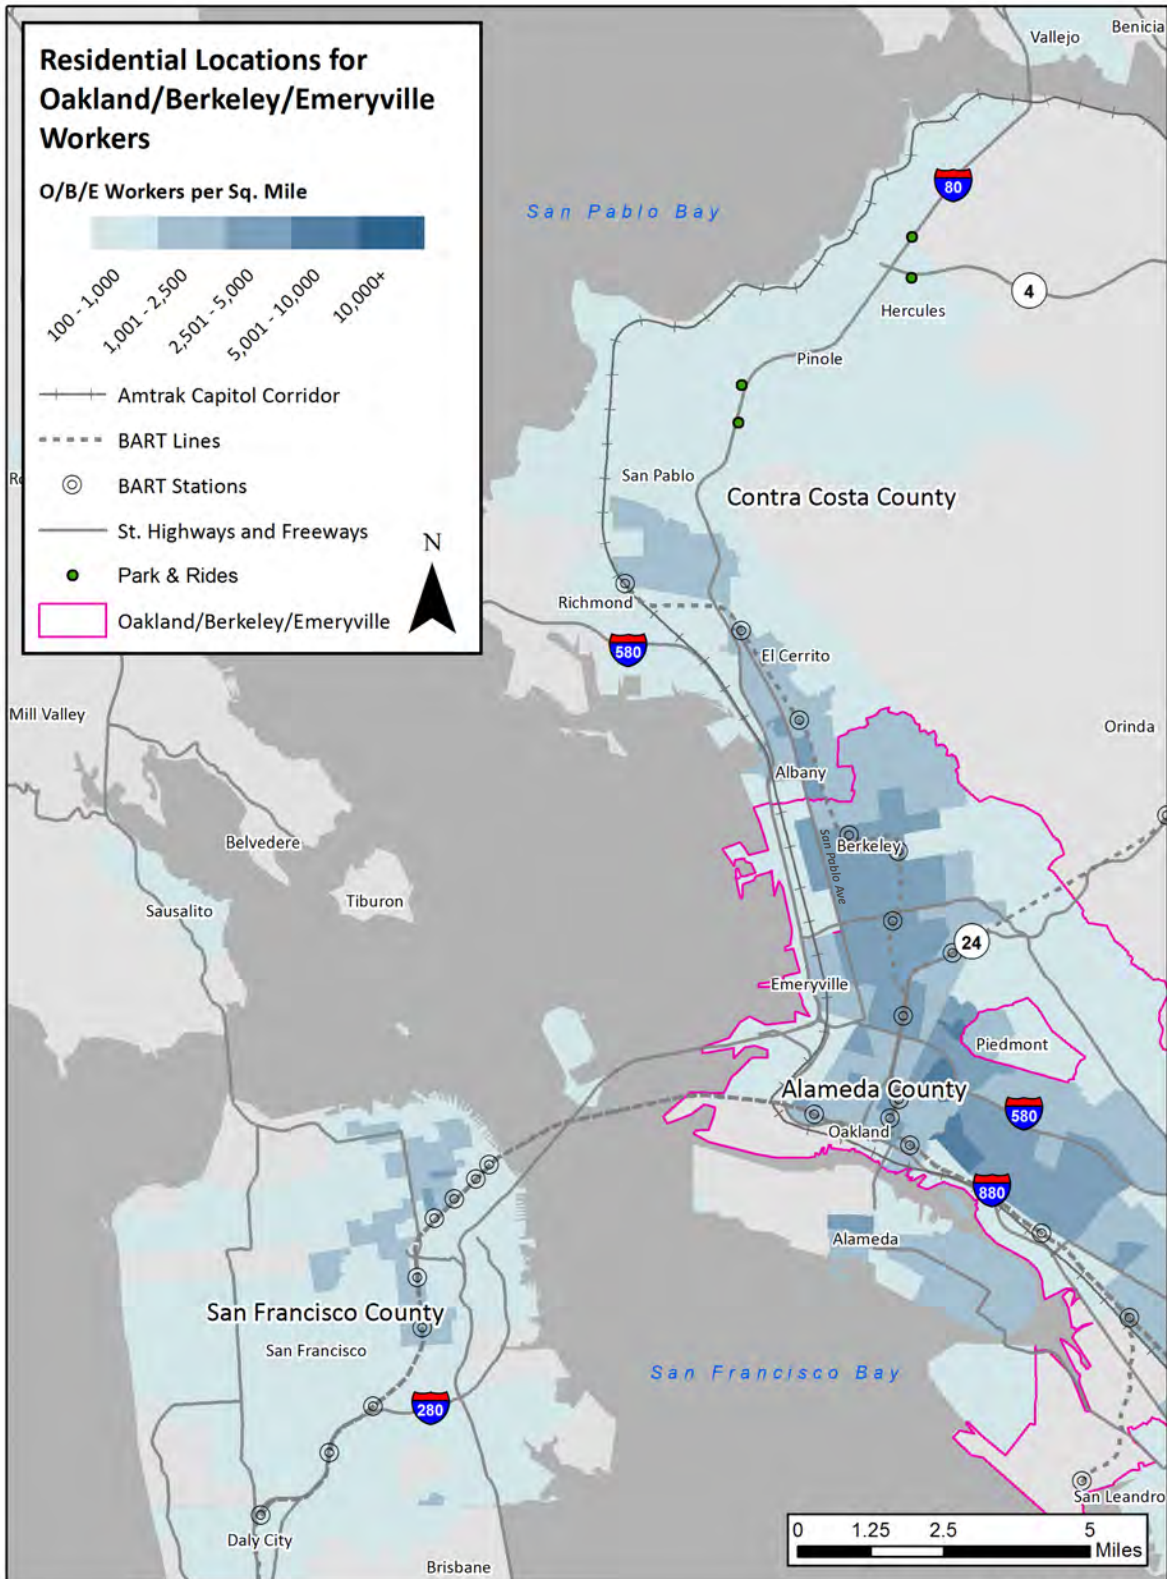 Residential Locations for
Oakland/Berkeley/Emeryville
Workers
O/B/E Workers per Sq. Mile
100 - 1,000
1,001 - 2,500
2,501 - 5,000
5,001 - 10,000
10,000+
Amtrak Capitol Corridor
BART Lines
BART Stations
St. Highways and Freeways
Park & Rides
Oakland/Berkeley/Emeryville
N
Vallejo
Benicia
80
San Pablo Bay
4
Hercules
Pinole
San Pablo
Contra Costa County
Richmond
580
El Cerrito
Mill Valley
Orinda
Albany
Belvedere
San Pablo Ave
Berkeley
Tiburon
Sausalito
24
Emeryville
Piedmont
Alameda County
580
Oakland
880
Alameda
San Francisco County
San Francisco
San Francisco Bay
280
San Leandro
Daly City
Brisbane
0 1.25 2.5 5
Miles